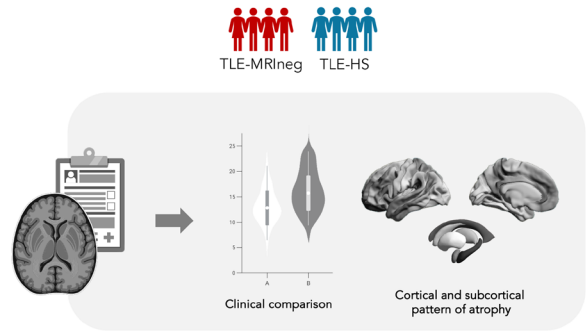 TLE-MRIneg TLE-HS
25
20
15
10
5
0
A B
Clinical comparison
Cortical and subcortical
pattern of atrophy